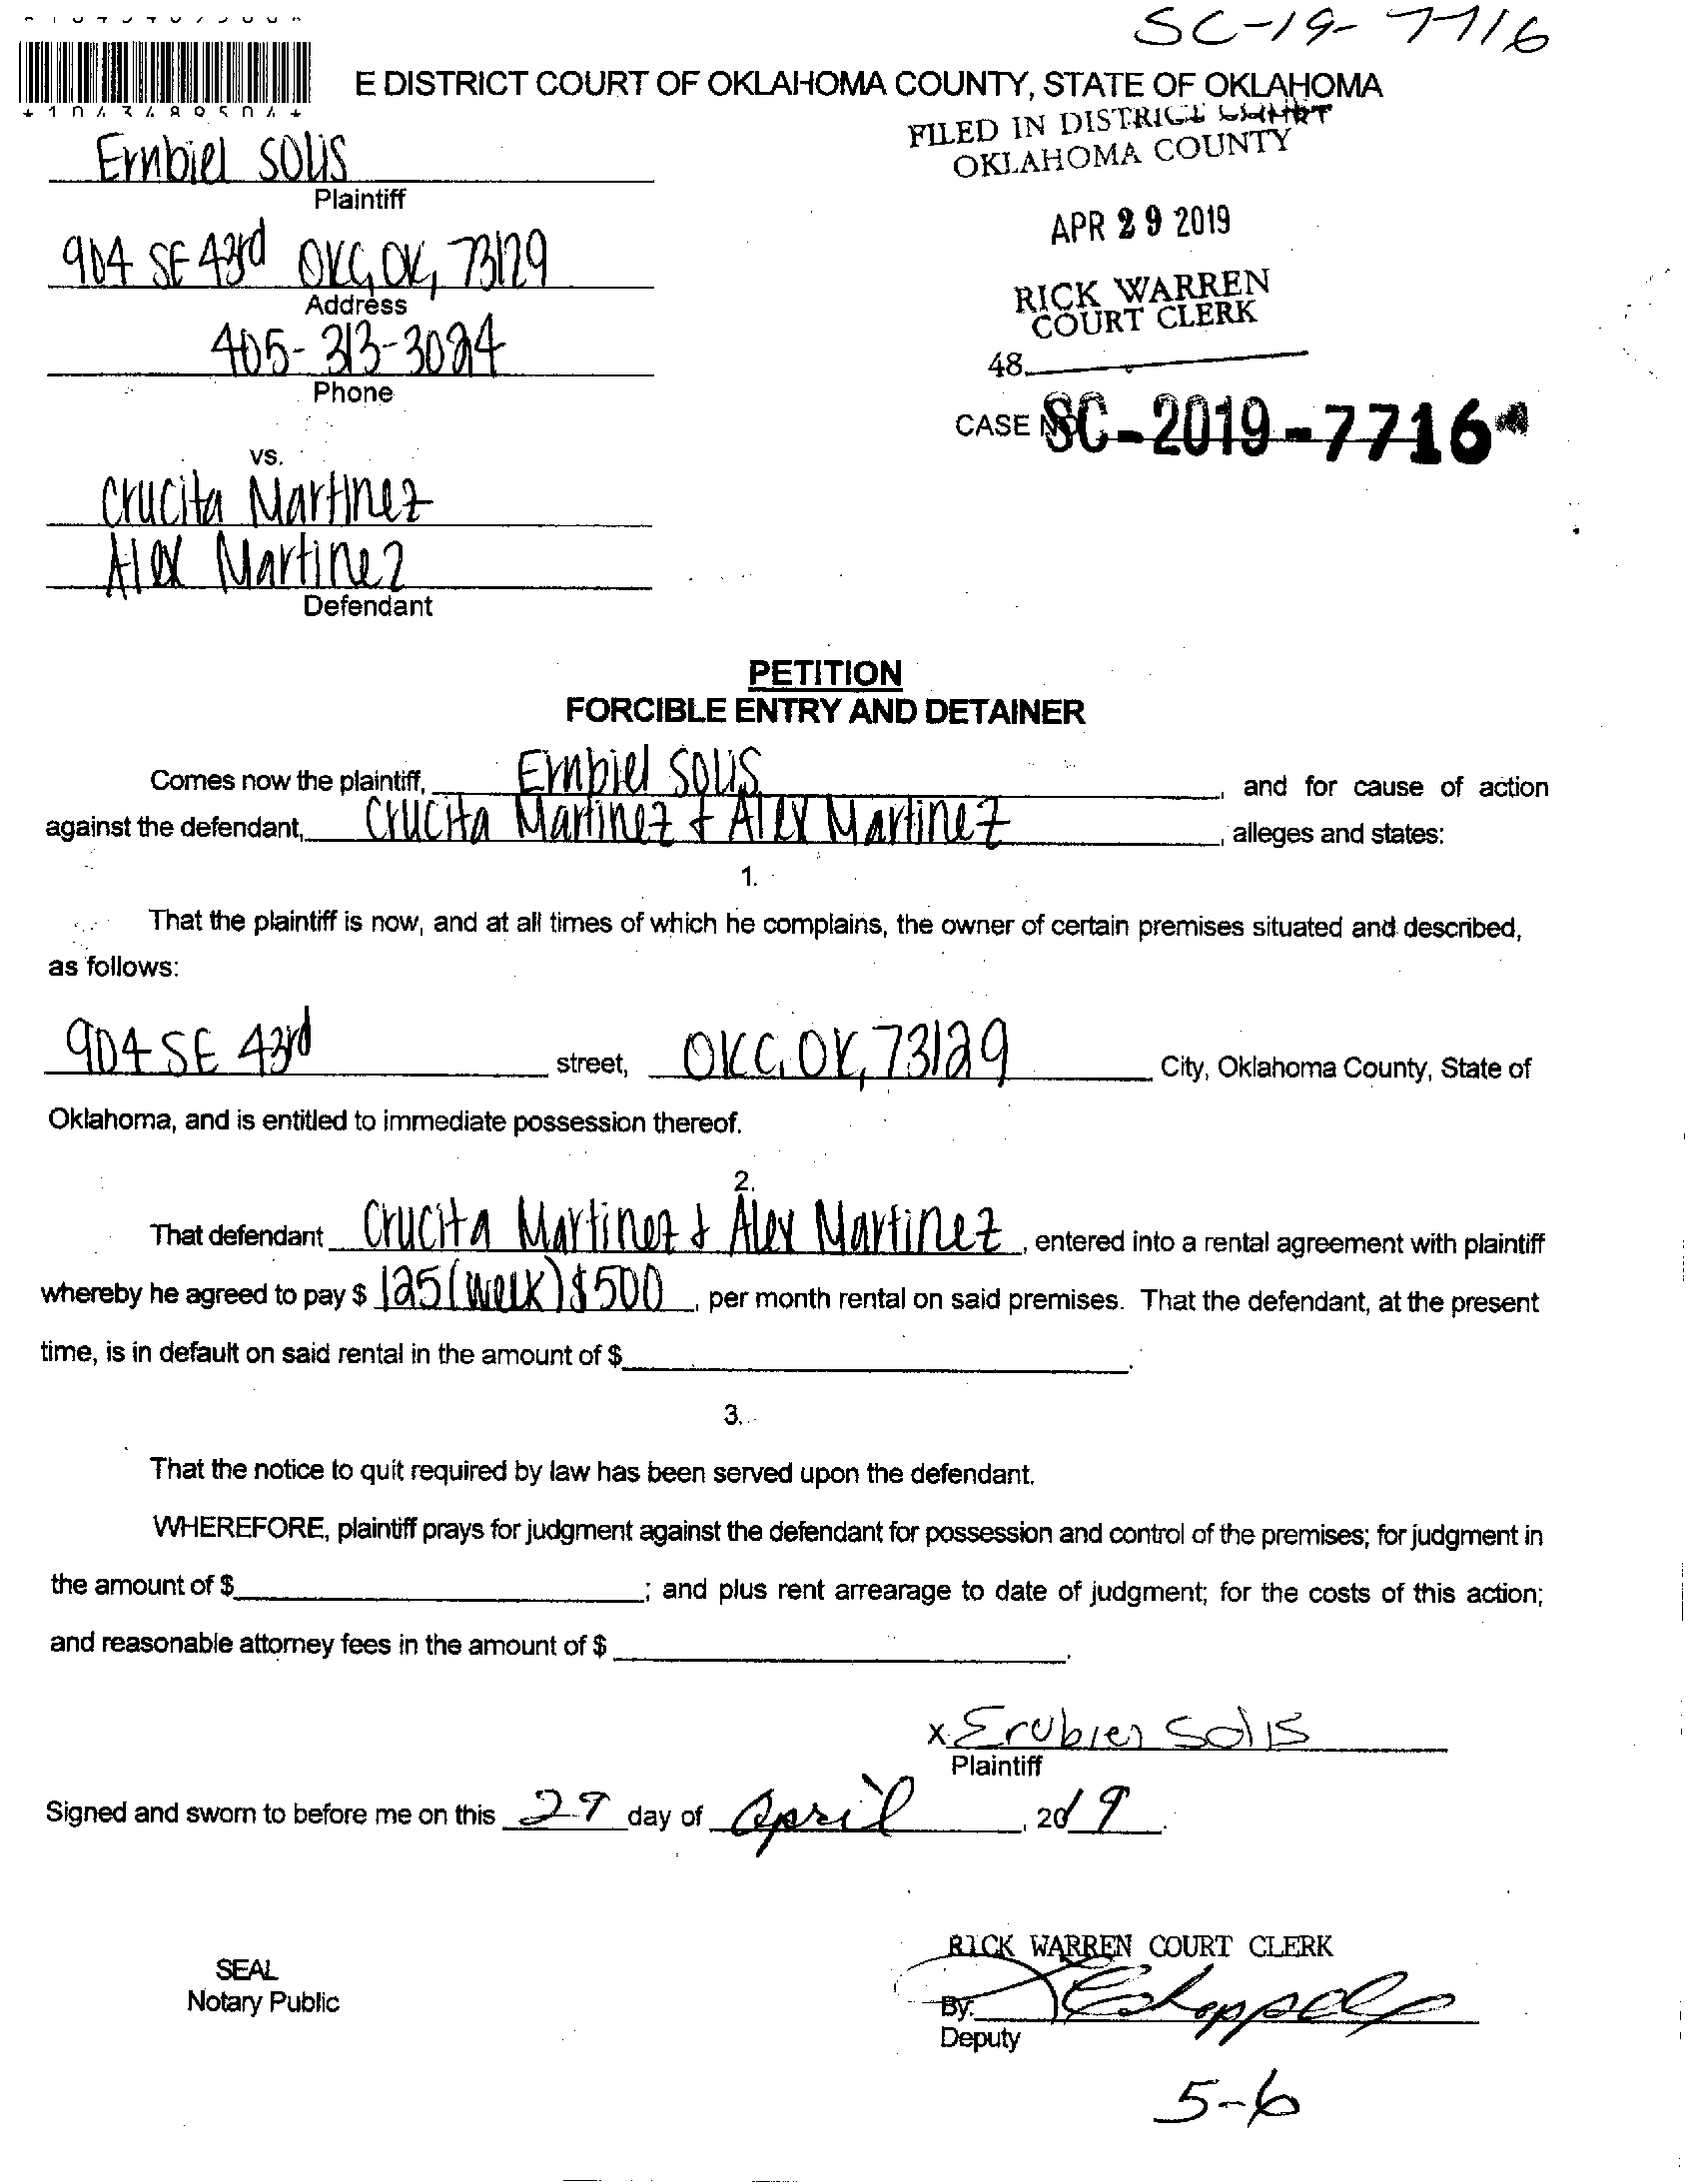 SC-19-7716
E DISTRICT COURT OF OKLAHOMA COUNTY, STATE OF OKLAHOMA
FILED IN DISTRICT COURT
OKLAHOMA COUNTY
Erubiel Solis
Plaintiff
APR 29 2019
904 SE 43rd OKC, OK, 73129
Address
RICK WARREN
COURT CLERK
405-313-3024
Phone
48
CASE NO. SC-2019-7716
vs.
Crucita Martinez
Alex Martinez
Defendant
PETITION
FORCIBLE ENTRY AND DETAINER
Comes now the plaintiff, Erubiel Solis, and for cause of action
against the defendant, Crucita Martinez & Alex Martinez, alleges and states:
1.
That the plaintiff is now, and at all times of which he complains, the owner of certain premises situated and described,
as follows:
904 SE 43rd street, OKC, OK, 73129 City, Oklahoma County, State of
Oklahoma, and is entitled to immediate possession thereof.
2.
That defendant Crucita Martinez & Alex Martinez, entered into a rental agreement with plaintiff
whereby he agreed to pay $ 125 (week) $500, per month rental on said premises. That the defendant, at the present
time, is in default on said rental in the amount of $.
3.
That the notice to quit required by law has been served upon the defendant.
WHEREFORE, plaintiff prays for judgment against the defendant for possession and control of the premises; for judgment in
the amount of $; and plus rent arrearage to date of judgment; for the costs of this action;
and reasonable attorney fees in the amount of $.
x Erubiel Solis
Plaintiff
Signed and sworn to before me on this 29 day of April, 2019.
RICK WARREN COURT CLERK
SEAL
Notary Public
By:
Deputy
5-6